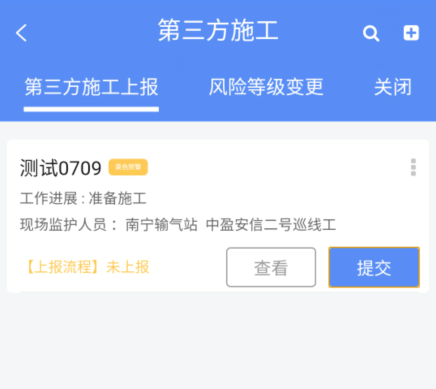 第三方施工
第三方施工上报 风险等级变更 关闭
测试0709
工作进展 : 准备施工
现场监护人员： 南宁输气站 中盈安信二号巡线工
【上报流程】未上报 查看 提交